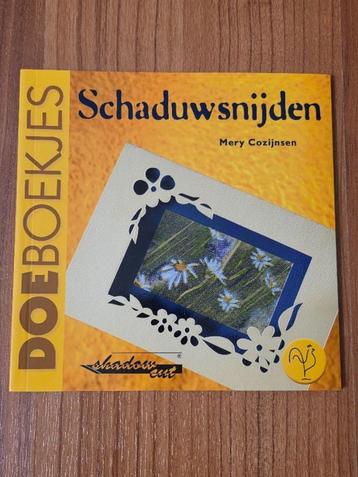 DOEBOEKJES
Schaduwsnijden
Mery Cozijnsen
shadow
cut
®